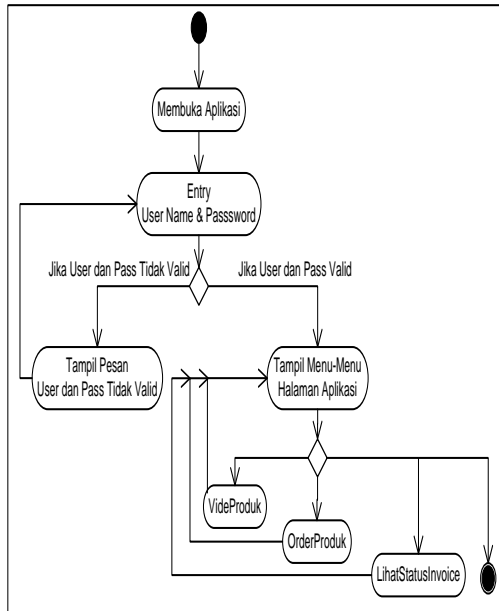 Membuka Aplikasi
Entry
User Name & Passsword
Jika User dan Pass Tidak Valid
Jika User dan Pass Valid
Tampil Pesan
User dan Pass Tidak Valid
Tampil Menu-Menu
Halaman Aplikasi
VideProduk
OrderProduk
LihatStatusInvoice